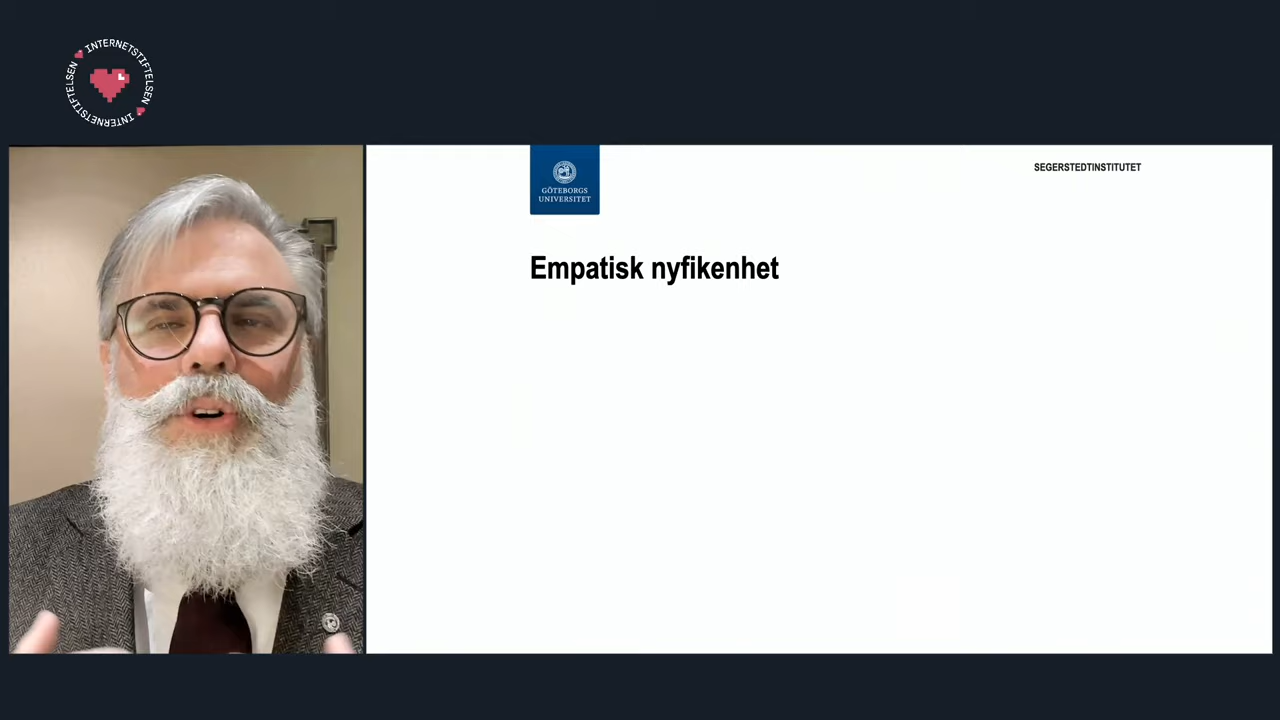 INTERNETSTIFTELSEN
INTERNETSTIFTELSEN
GÖTEBORGS
UNIVERSITET
SEGERSTEDTINSTITUTET
Empatisk nyfikenhet